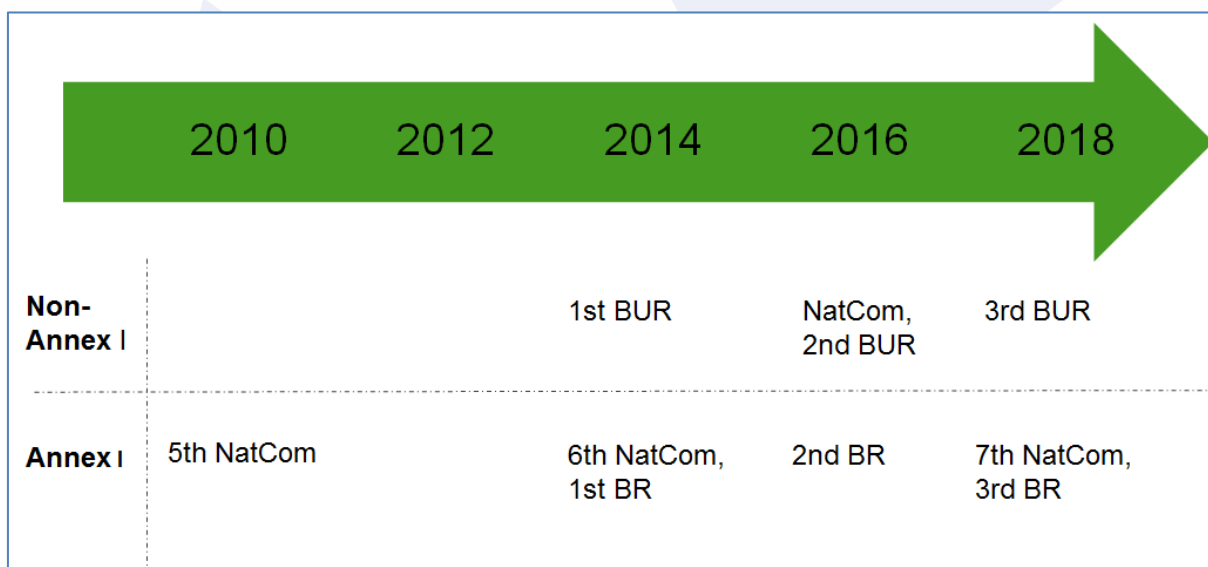 2010 2012 2014 2016 2018
Non-
Annex I
1st BUR
NatCom,
2nd BUR
3rd BUR
Annex I
5th NatCom
6th NatCom,
1st BR
2nd BR
7th NatCom,
3rd BR